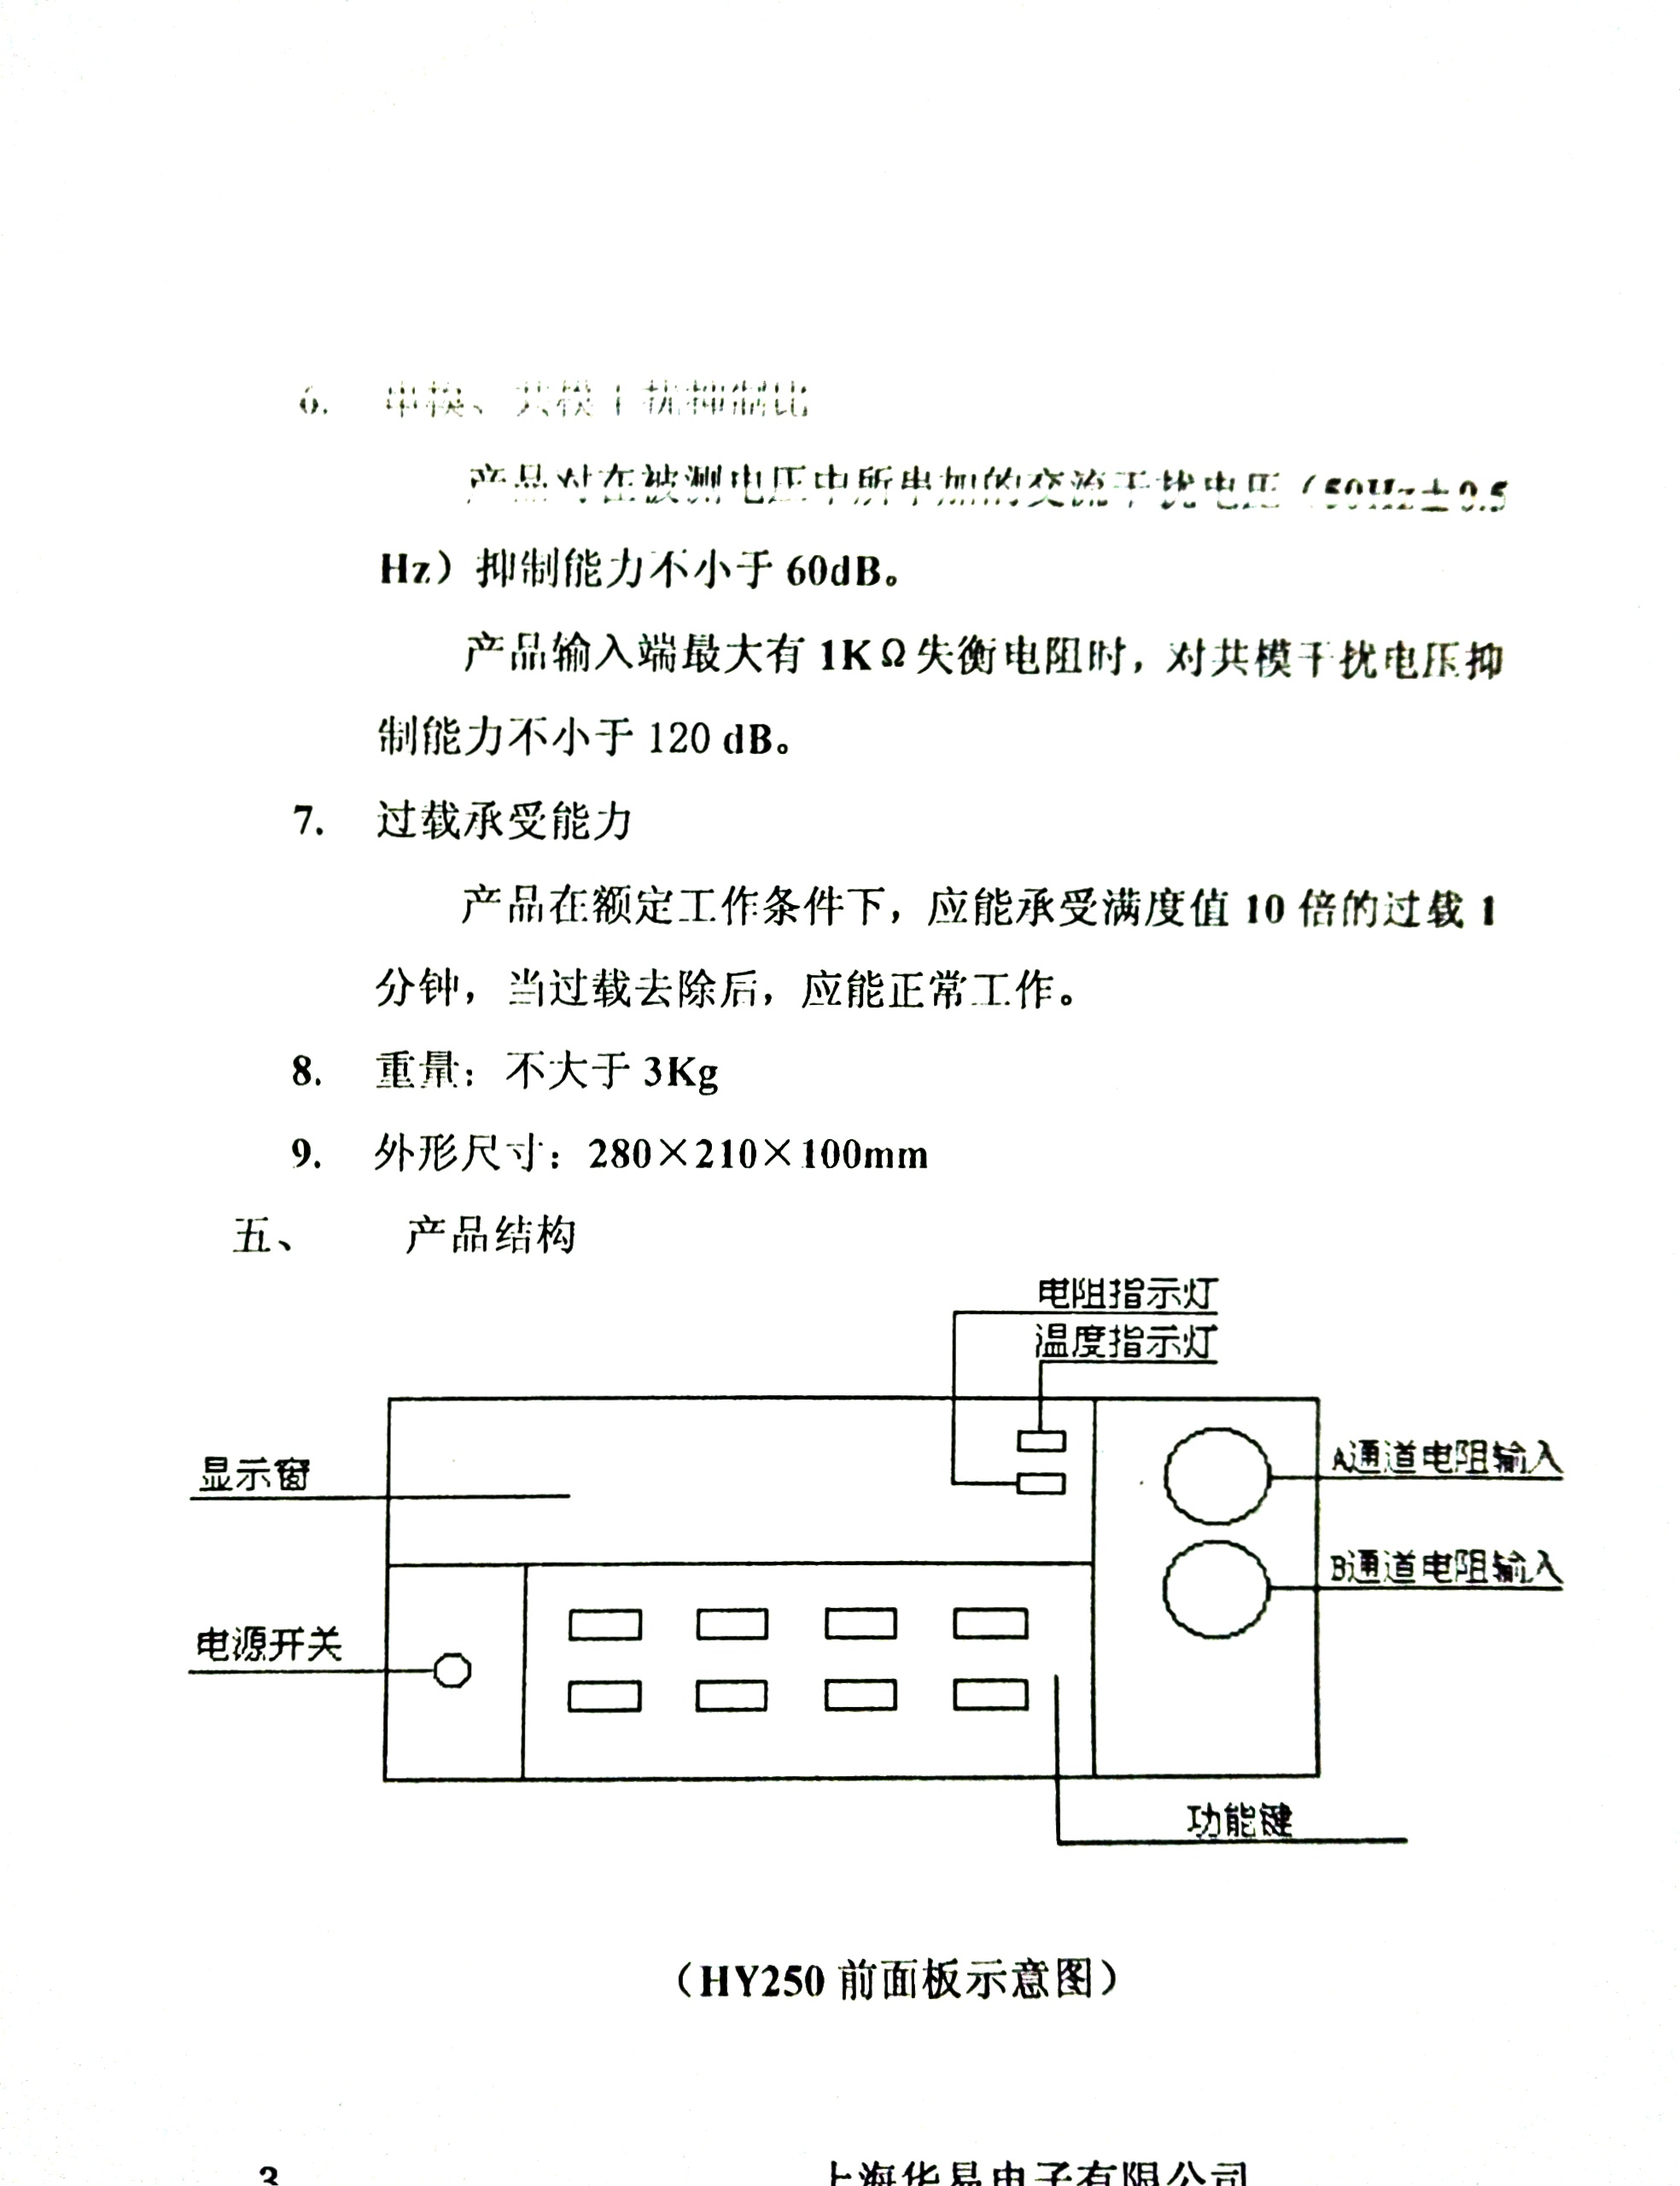 6. 串模、共模干扰抑制比
产品对在被测电压中所串加的交流干扰电压（50Hz±0.5
Hz）抑制能力不小于 60dB。
产品输入端最大有 1KΩ失衡电阻时，对共模干扰电压抑
制能力不小于 120 dB。
7. 过载承受能力
产品在额定工作条件下，应能承受满度值 10 倍的过载 1
分钟，当过载去除后，应能正常工作。
8. 重量：不大于 3Kg
9. 外形尺寸：280×210×100mm
五、 产品结构
电阻指示灯
温度指示灯
显示窗
A通道电阻输入
B通道电阻输入
电源开关
功能键
（HY250 前面板示意图）
3 上海华易电子有限公司